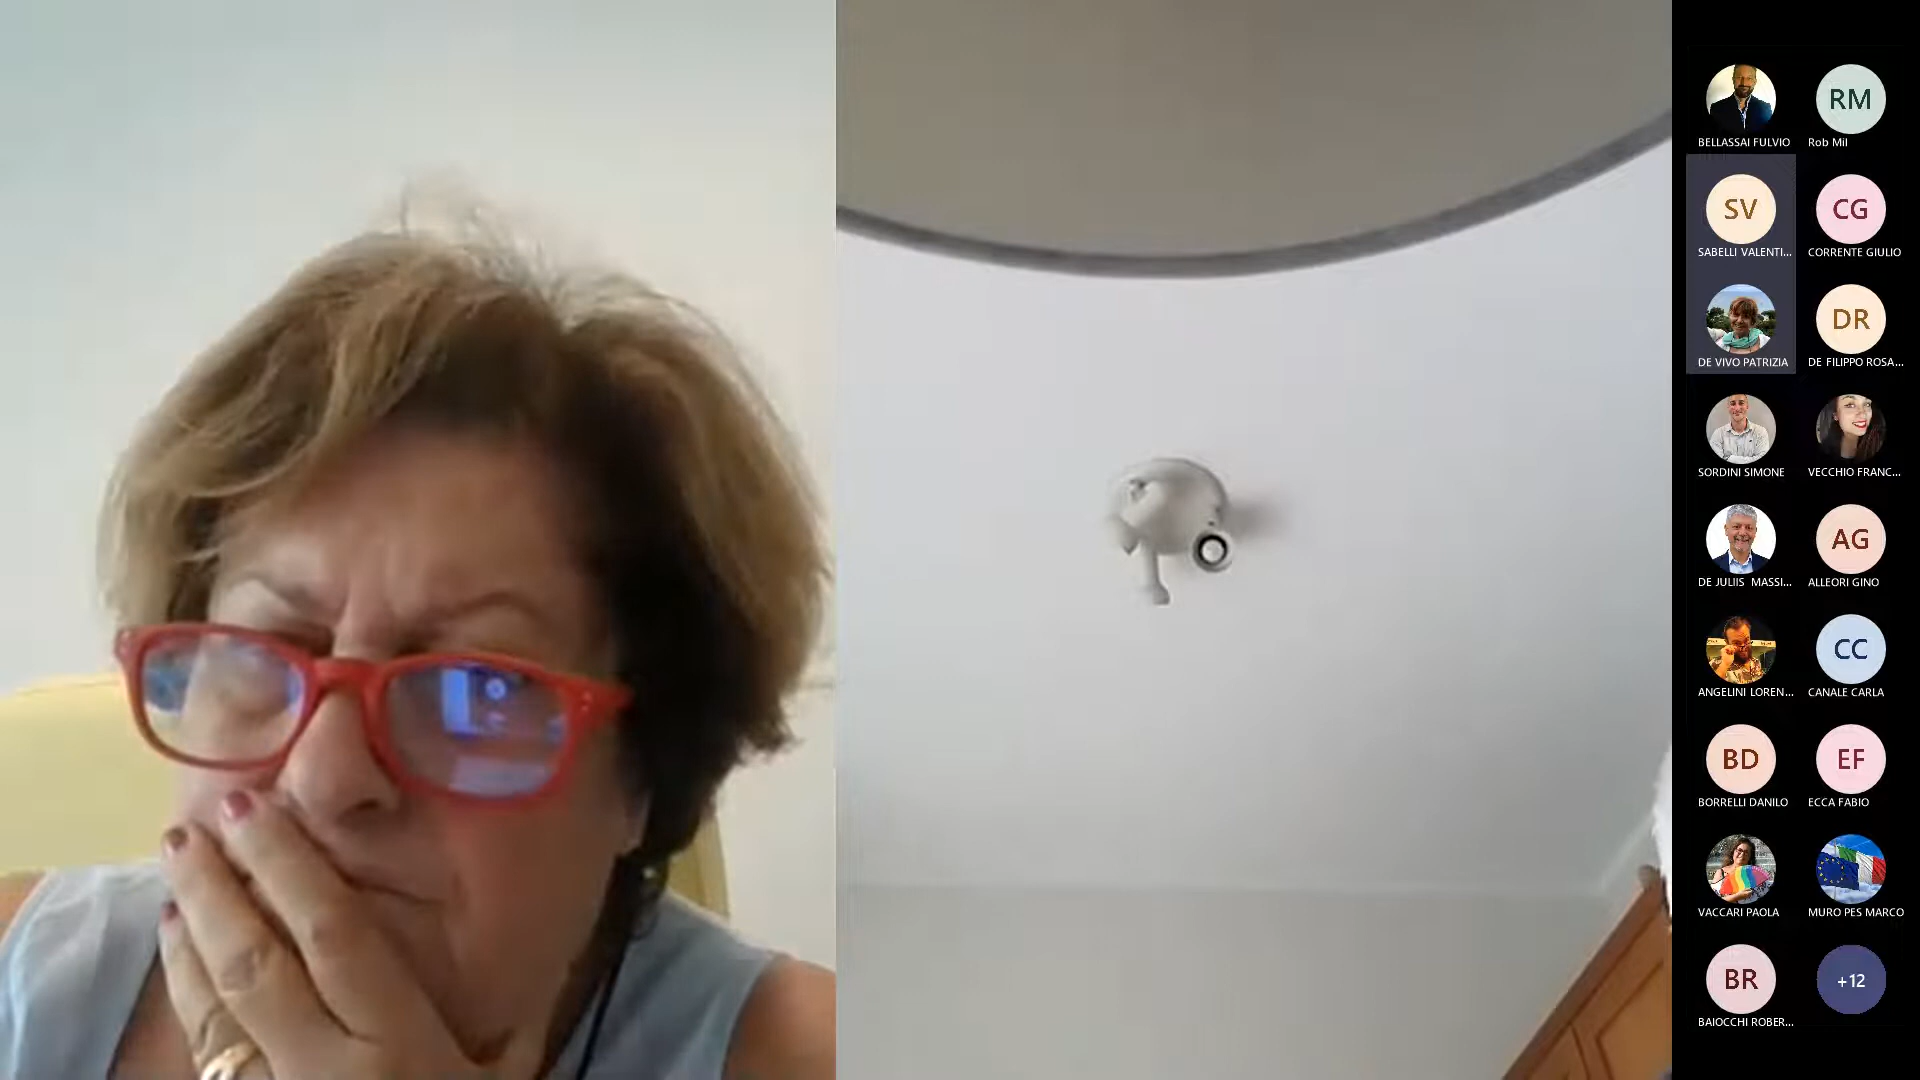 RM
BELLASSAI FULVIO
Rob Mil
SV
CG
SABELLI VALENTI...
CORRENTE GIULIO
DR
DE VIVO PATRIZIA
DE FILIPPO ROSA...
SORDINI SIMONE
VECCHIO FRANC...
AG
DE JULIIS MASSI...
ALLEORI GINO
CC
ANGELINI LOREN...
CANALE CARLA
BD
EF
BORRELLI DANILO
ECCA FABIO
VACCARI PAOLA
MURO PES MARCO
BR
+12
BAIOCCHI ROBER...